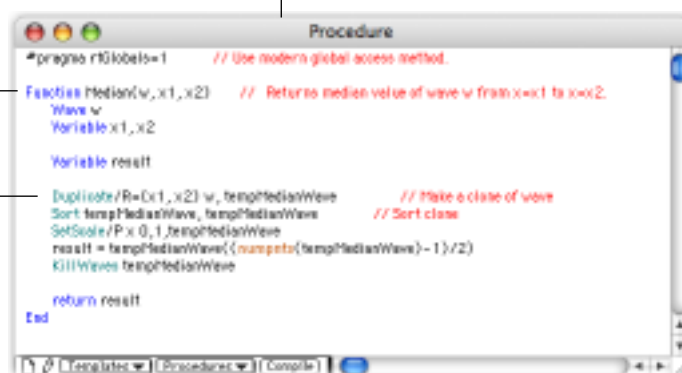 Procedure
#pragma rtGlobals=1 // Use modern global access method.
Function Median(w,x1,x2) // Returns median value of wave w from x=x1 to x=x2.
Wave w
Variable x1,x2
Variable result
Duplicate/R=(x1,x2) w, tempMedianWave // Make a clone of wave
Sort tempMedianWave, tempMedianWave // Sort clone
SetScale/P x 0,1,tempMedianWave
result = tempMedianWave((numpnts(tempMedianWave)-1)/2)
KillWaves tempMedianWave
return result
End
Templates Procedures Compile